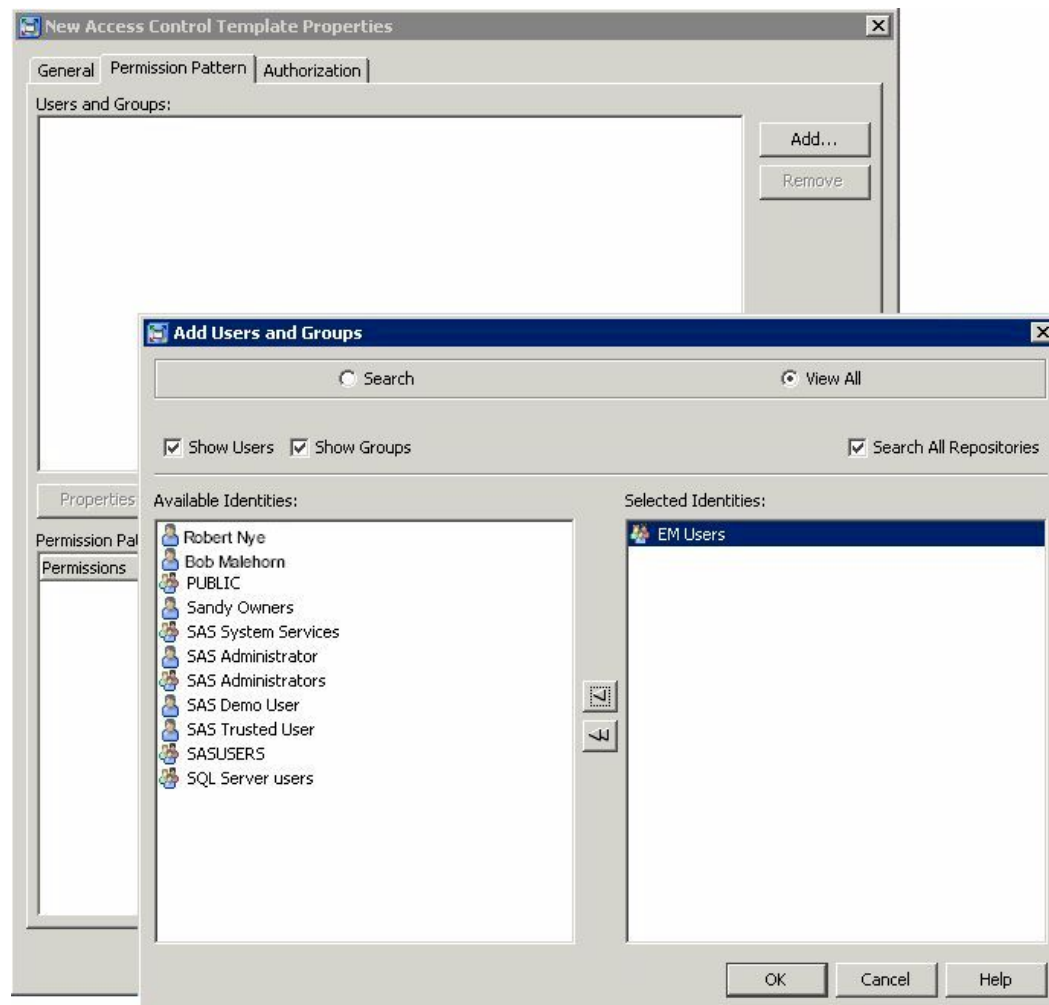 New Access Control Template Properties
General Permission Pattern Authorization
Users and Groups:
Add...
Remove
Properties
Permission Pat
Permissions
Add Users and Groups
Search View All
Show Users Show Groups Search All Repositories
Available Identities:
Robert Nye
Bob Malehorn
PUBLIC
Sandy Owners
SAS System Services
SAS Administrator
SAS Administrators
SAS Demo User
SAS Trusted User
SASUSERS
SQL Server users
Selected Identities:
EM Users
OK Cancel Help